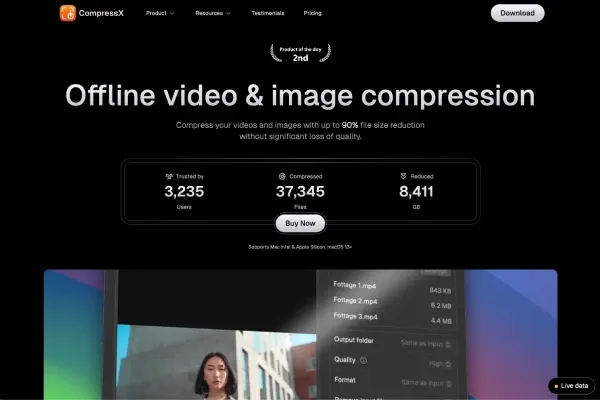 CompressX
Product
Resources
Testimonials
Pricing
Download
Product of the day
2nd
Offline video & image compression
Compress your videos and images with up to 90% file size reduction
without significant loss of quality.
Trusted by
3,235
Users
Compressed
37,345
Files
Reduced
8,411
GB
Buy Now
Supports Mac Intel & Apple Silicon, macOS 13+
Fottage 1.mp4
843 KB
Fottage 2.mp4
6.2 MB
Fottage 3.mp4
4.4 MB
Output folder
Same as input
Quality
High
Format
Same as input
Live data